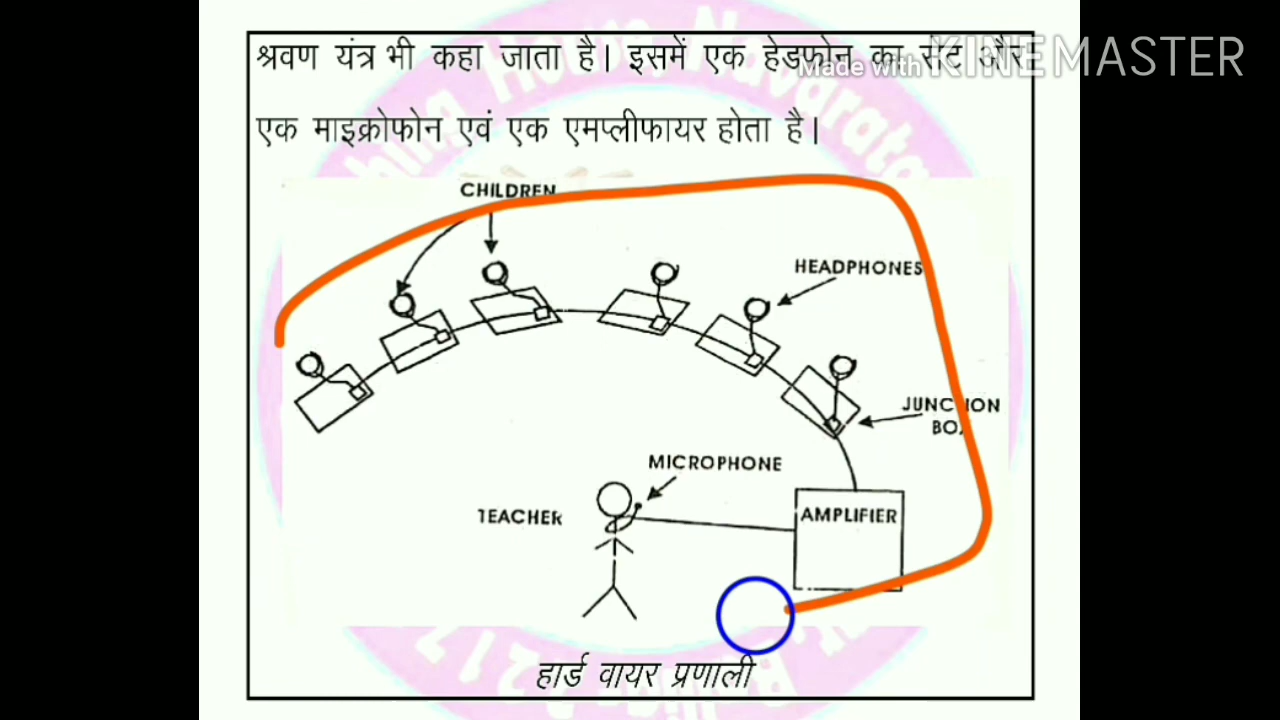 श्रवण यंत्र भी कहा जाता है। इसमें एक हेडफोन का सेट और
Made with KINEMASTER
एक माइक्रोफोन एवं एक एमप्लीफायर होता है।
CHILDREN
HEADPHONES
JUNCTION
BOX
MICROPHONE
TEACHER
AMPLIFIER
हार्ड वायर प्रणाली